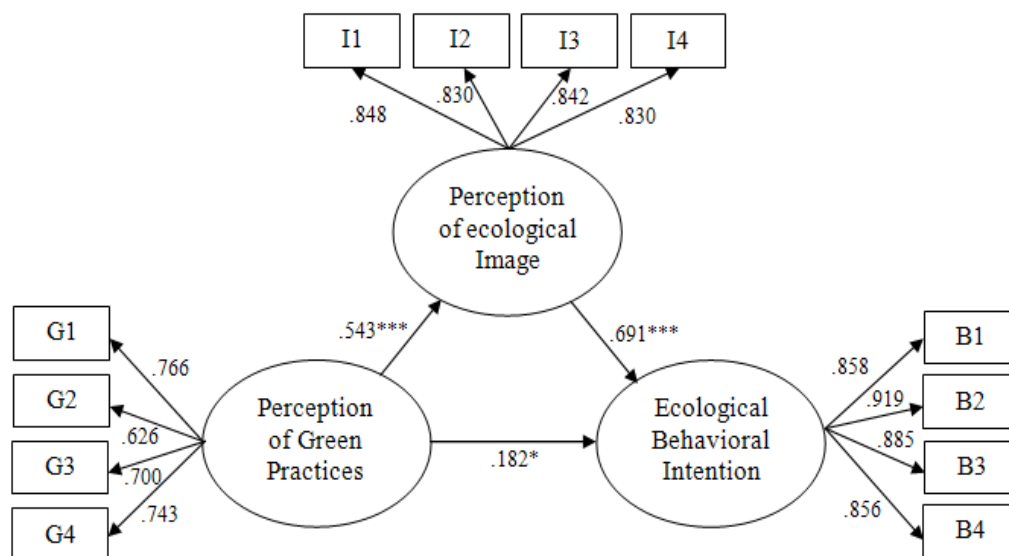 I1
I2
I3
I4
.848
.830
.842
.830
Perception
of ecological
Image
.543***
.691***
G1
G2
G3
G4
.766
.626
.700
.743
Perception
of Green
Practices
.182*
Ecological
Behavioral
Intention
.858
.919
.885
.856
B1
B2
B3
B4